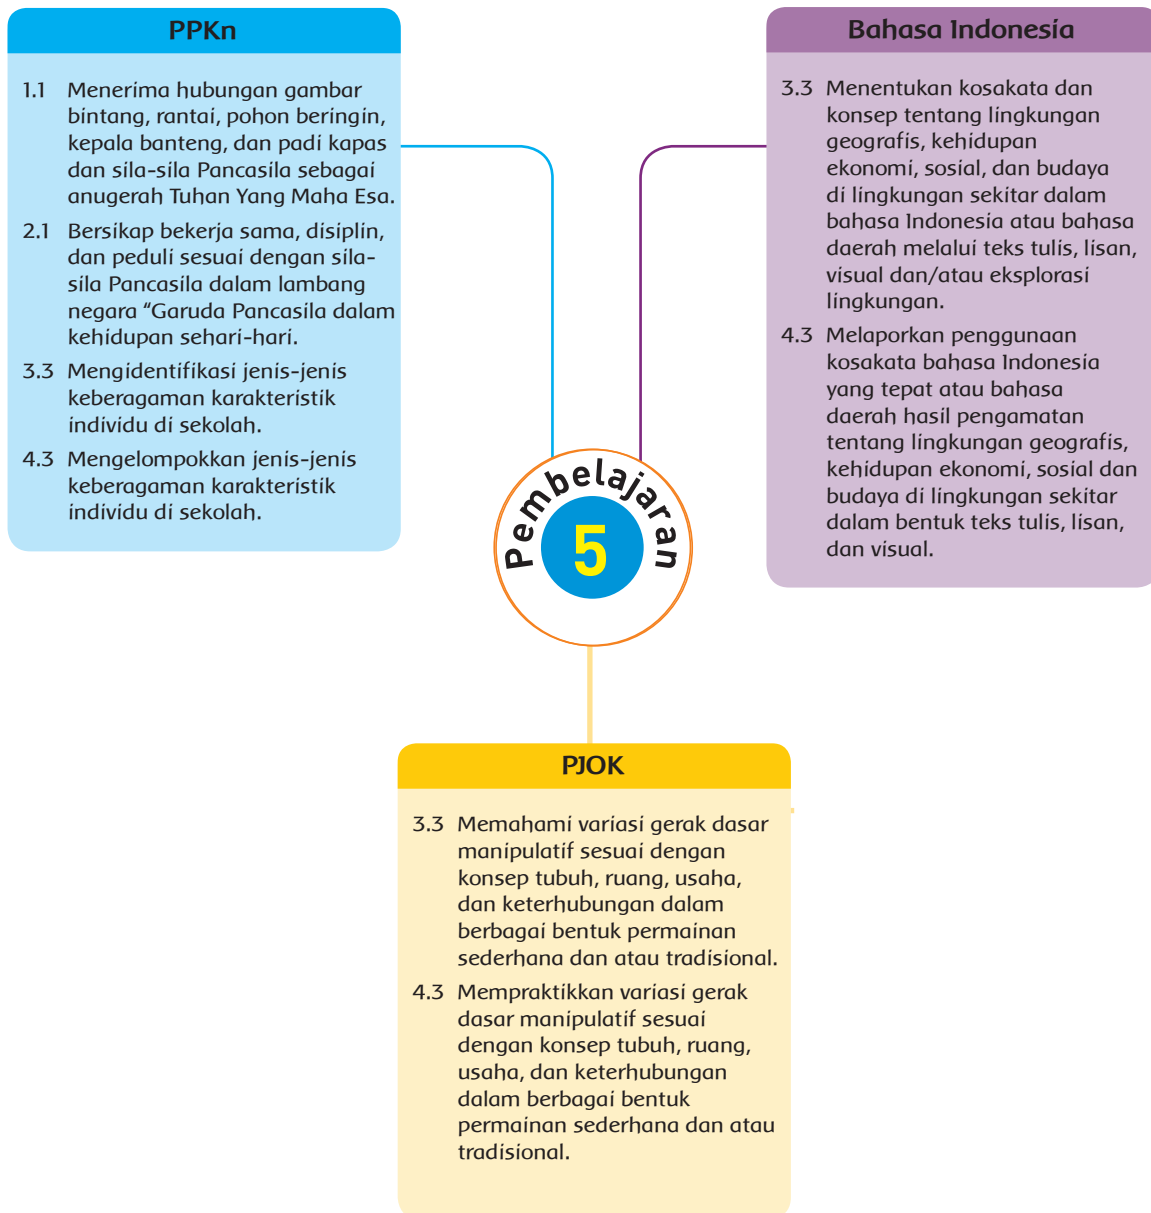 PPKn
1.1 Menerima hubungan gambar
bintang, rantai, pohon beringin,
kepala banteng, dan padi kapas
dan sila-sila Pancasila sebagai
anugerah Tuhan Yang Maha Esa.
2.1 Bersikap bekerja sama, disiplin,
dan peduli sesuai dengan sila-
sila Pancasila dalam lambang
negara “Garuda Pancasila dalam
kehidupan sehari-hari.
3.3 Mengidentifikasi jenis-jenis
keberagaman karakteristik
individu di sekolah.
4.3 Mengelompokkan jenis-jenis
keberagaman karakteristik
individu di sekolah.
Bahasa Indonesia
3.3 Menentukan kosakata dan
konsep tentang lingkungan
geografis, kehidupan
ekonomi, sosial, dan budaya
di lingkungan sekitar dalam
bahasa Indonesia atau bahasa
daerah melalui teks tulis, lisan,
visual dan/atau eksplorasi
lingkungan.
4.3 Melaporkan penggunaan
kosakata bahasa Indonesia
yang tepat atau bahasa
daerah hasil pengamatan
tentang lingkungan geografis,
kehidupan ekonomi, sosial dan
budaya di lingkungan sekitar
dalam bentuk teks tulis, lisan,
dan visual.
Pembelajaran
5
PJOK
3.3 Memahami variasi gerak dasar
manipulatif sesuai dengan
konsep tubuh, ruang, usaha,
dan keterhubungan dalam
berbagai bentuk permainan
sederhana dan atau tradisional.
4.3 Mempraktikkan variasi gerak
dasar manipulatif sesuai
dengan konsep tubuh, ruang,
usaha, dan keterhubungan
dalam berbagai bentuk
permainan sederhana dan atau
tradisional.